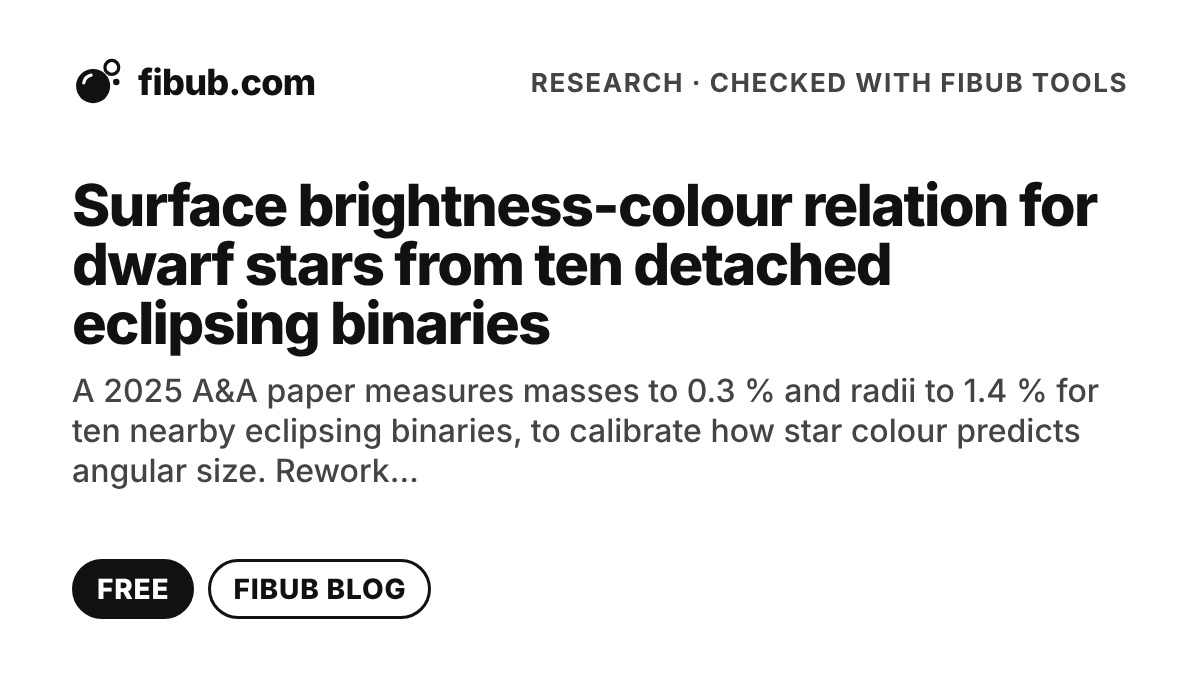 fibub.com
RESEARCH · CHECKED WITH FIBUB TOOLS
Surface brightness-colour relation for
dwarf stars from ten detached
eclipsing binaries
A 2025 A&A paper measures masses to 0.3 % and radii to 1.4 % for
ten nearby eclipsing binaries, to calibrate how star colour predicts
angular size. Rework...
FREE
FIBUB BLOG